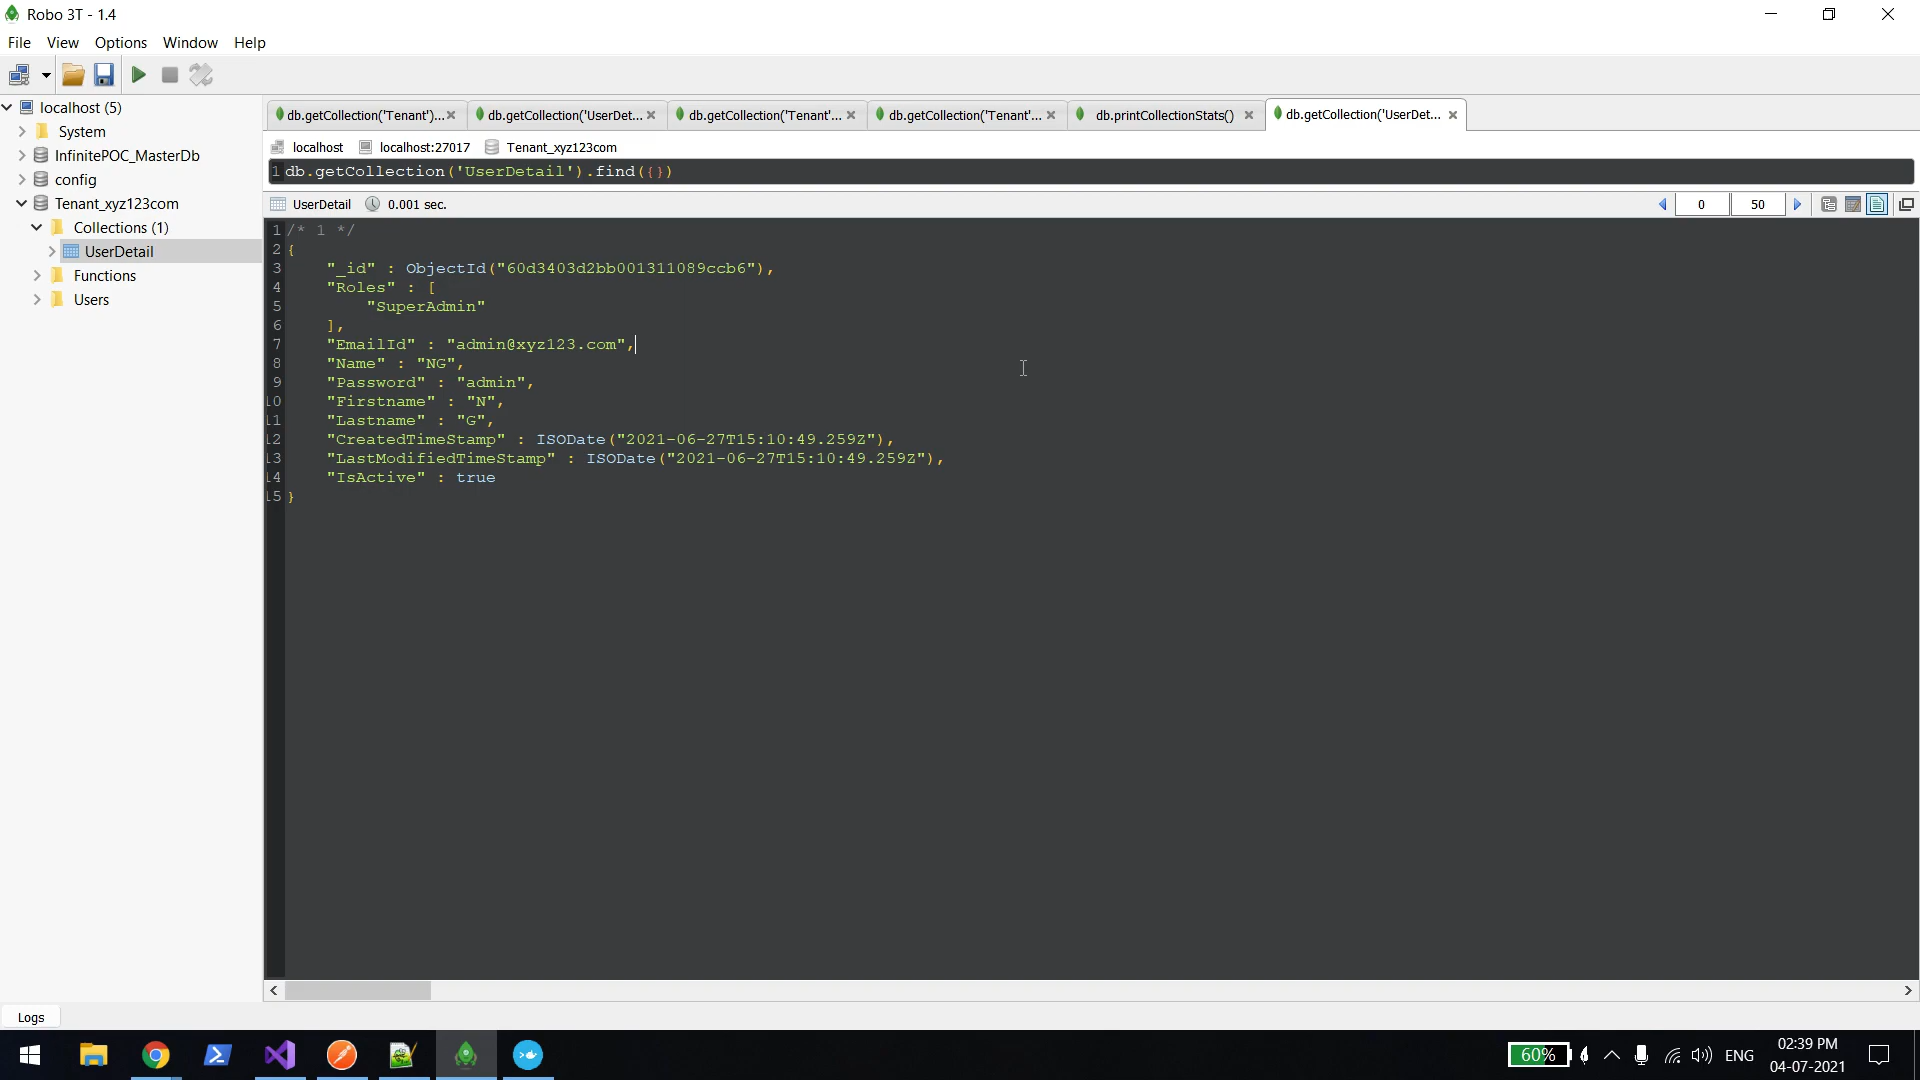 Robo 3T - 1.4
File View Options Window Help
localhost (5)
System
InfinitePOC_MasterDb
config
Tenant_xyz123com
Collections (1)
UserDetail
Functions
Users
db.getCollection('Tenant')... db.getCollection('UserDet... db.getCollection('Tenant'... db.getCollection('Tenant'... db.printCollectionStats() db.getCollection('UserDet...
localhost localhost:27017 Tenant_xyz123com
1 db.getCollection('UserDetail').find({})
UserDetail 0.001 sec. 0 50
1 /* 1 */
2 {
3 "_id" : ObjectId("60d3403d2bb001311089ccb6"),
4 "Roles" : [
5 "SuperAdmin"
6 ],
7 "EmailId" : "admin@xyz123.com",
8 "Name" : "NG",
9 "Password" : "admin",
10 "Firstname" : "N",
11 "Lastname" : "G",
12 "CreatedTimeStamp" : ISODate("2021-06-27T15:10:49.259Z"),
13 "LastModifiedTimeStamp" : ISODate("2021-06-27T15:10:49.259Z"),
14 "IsActive" : true
15 }
Logs
60% ENG 02:39 PM
04-07-2021